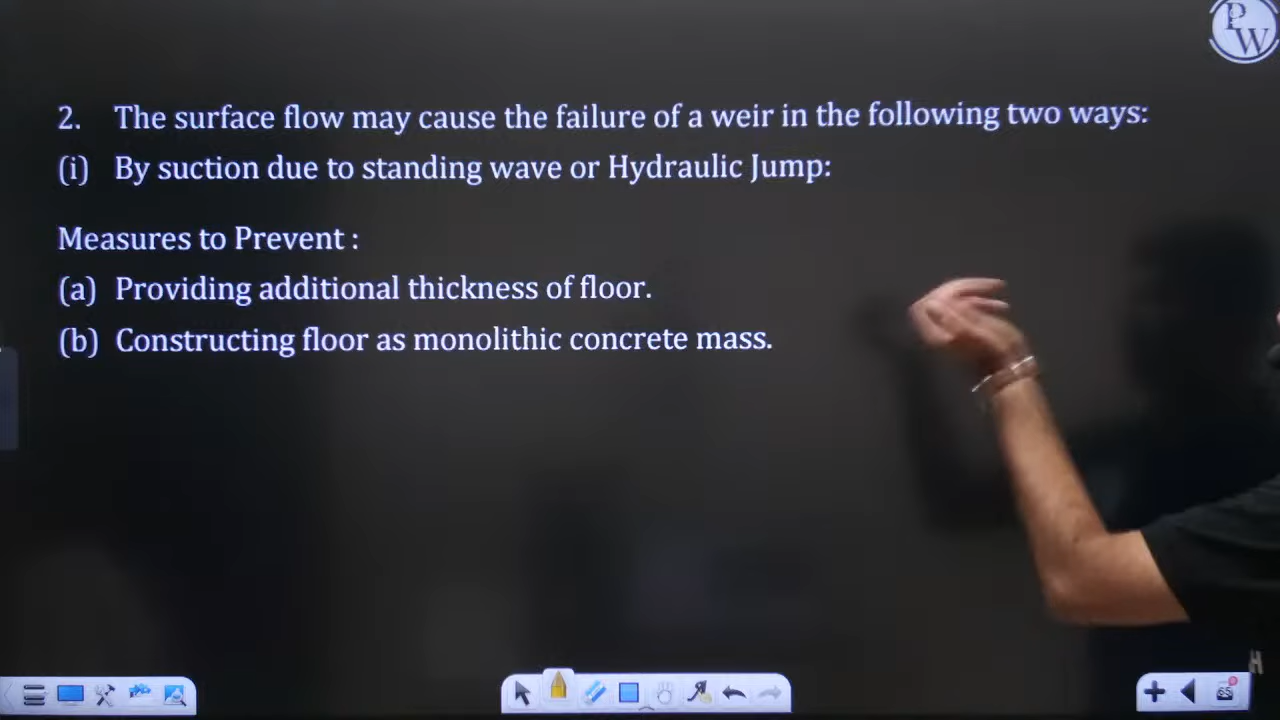 PW
2. The surface flow may cause the failure of a weir in the following two ways:
(i) By suction due to standing wave or Hydraulic Jump:
Measures to Prevent :
(a) Providing additional thickness of floor.
(b) Constructing floor as monolithic concrete mass.
65